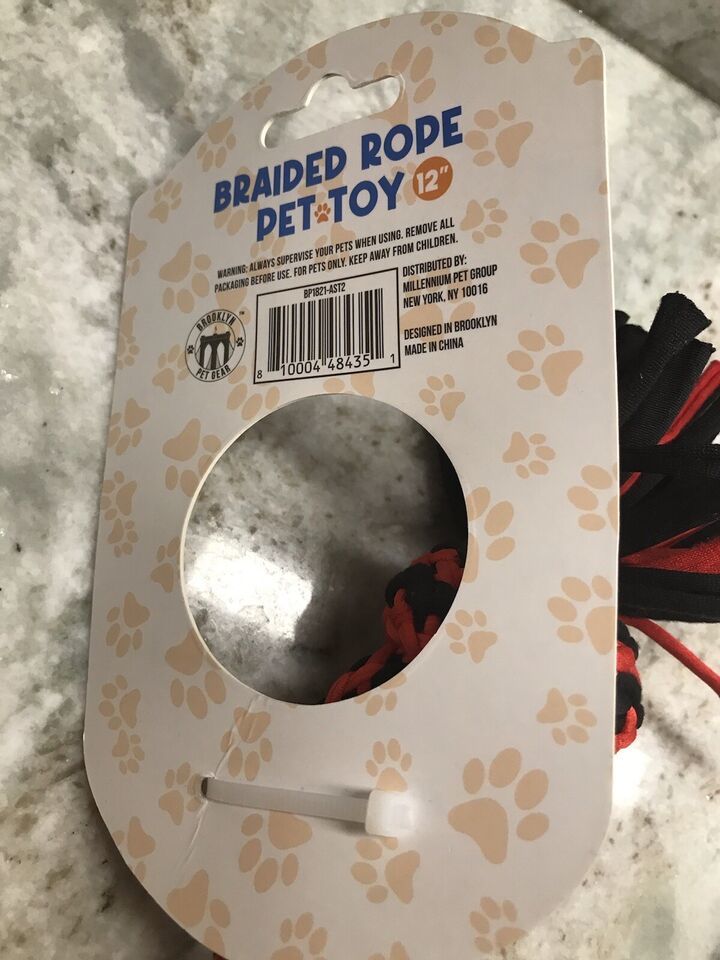 BRAIDED ROPE
PET TOY 12"
WARNING: ALWAYS SUPERVISE YOUR PETS WHEN USING. REMOVE ALL
PACKAGING BEFORE USE. FOR PETS ONLY. KEEP AWAY FROM CHILDREN.
BP1821-AST2
8 10004 48435 1
DISTRIBUTED BY:
MILLENNIUM PET GROUP
NEW YORK, NY 10016
DESIGNED IN BROOKLYN
MADE IN CHINA
BROOKLYN ™
PET GEAR